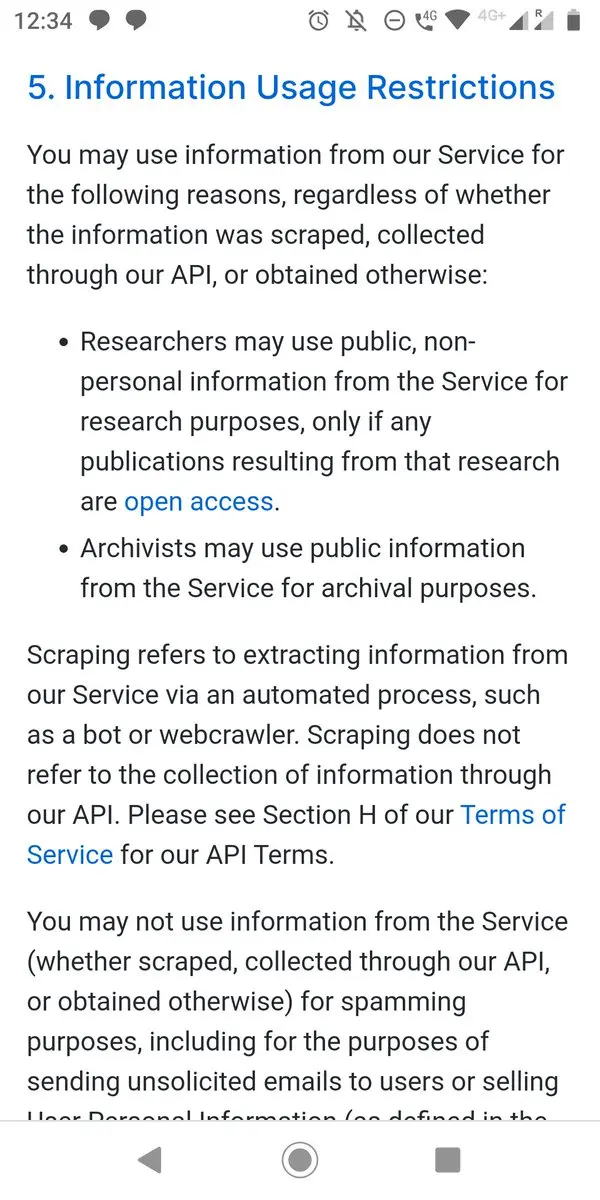 12:34
4G
4G+
R
5. Information Usage Restrictions
You may use information from our Service for
the following reasons, regardless of whether
the information was scraped, collected
through our API, or obtained otherwise:
• Researchers may use public, non-
personal information from the Service for
research purposes, only if any
publications resulting from that research
are open access.
• Archivists may use public information
from the Service for archival purposes.
Scraping refers to extracting information from
our Service via an automated process, such
as a bot or webcrawler. Scraping does not
refer to the collection of information through
our API. Please see Section H of our Terms of
Service for our API Terms.
You may not use information from the Service
(whether scraped, collected through our API,
or obtained otherwise) for spamming
purposes, including for the purposes of
sending unsolicited emails to users or selling
User Personal Information (as defined in the